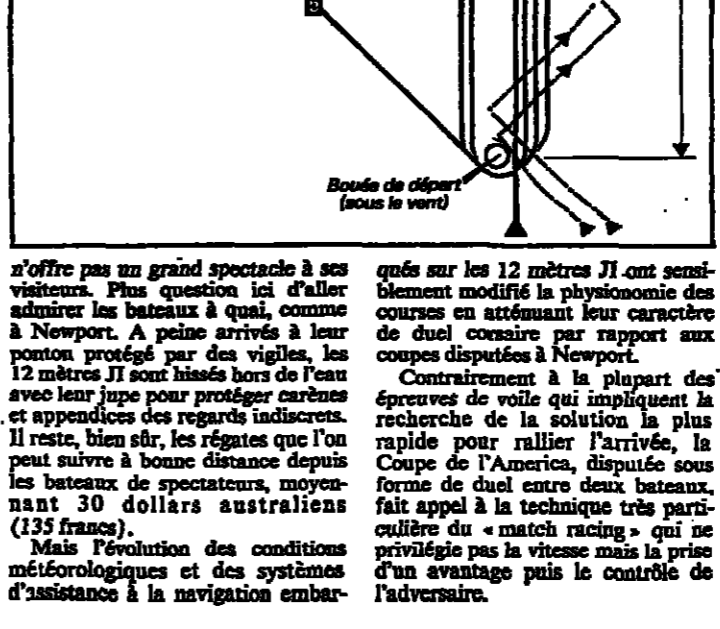 5
Bouée de départ
(sous le vent)
n'offre pas un grand spectacle à ses
visiteurs. Plus question ici d'aller
admirer les bateaux à quai, comme
à Newport. A peine arrivés à leur
ponton protégé par des vigiles, les
12 mètres JI sont hissés hors de l'eau
avec leur jupe pour protéger carènes
et appendices des regards indiscrets.
Il reste, bien sûr, les régates que l'on
peut suivre à bonne distance depuis
les bateaux de spectateurs, moyen-
nant 30 dollars australiens
(135 francs).
Mais l'évolution des conditions
météorologiques et des systèmes
d'assistance à la navigation embar-
qués sur les 12 mètres JI ont sensi-
blement modifié la physionomie des
courses en atténuant leur caractère
de duel corsaire par rapport aux
coupes disputées à Newport.
Contrairement à la plupart des
épreuves de voile qui impliquent la
recherche de la solution la plus
rapide pour rallier l'arrivée, la
Coupe de l'America, disputée sous
forme de duel entre deux bateaux,
fait appel à la technique très parti-
culière du « match racing » qui ne
privilégie pas la vitesse mais la prise
d'un avantage puis le contrôle de
l'adversaire.